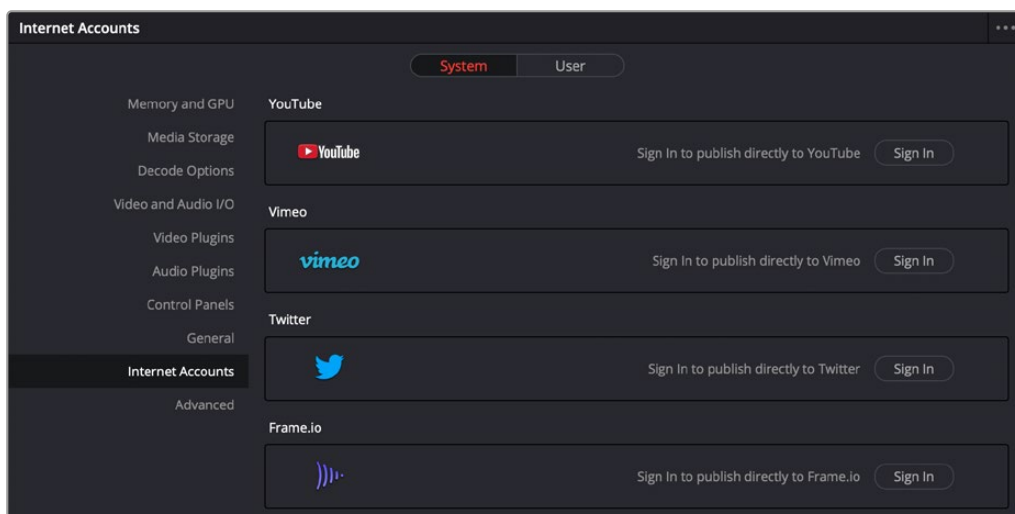 Internet Accounts
System User
Memory and GPU
Media Storage
Decode Options
Video and Audio I/O
Video Plugins
Audio Plugins
Control Panels
General
Internet Accounts
Advanced
YouTube
YouTube Sign In to publish directly to YouTube Sign In
Vimeo
vimeo Sign In to publish directly to Vimeo Sign In
Twitter
Sign In to publish directly to Twitter Sign In
Frame.io
Sign In to publish directly to Frame.io Sign In